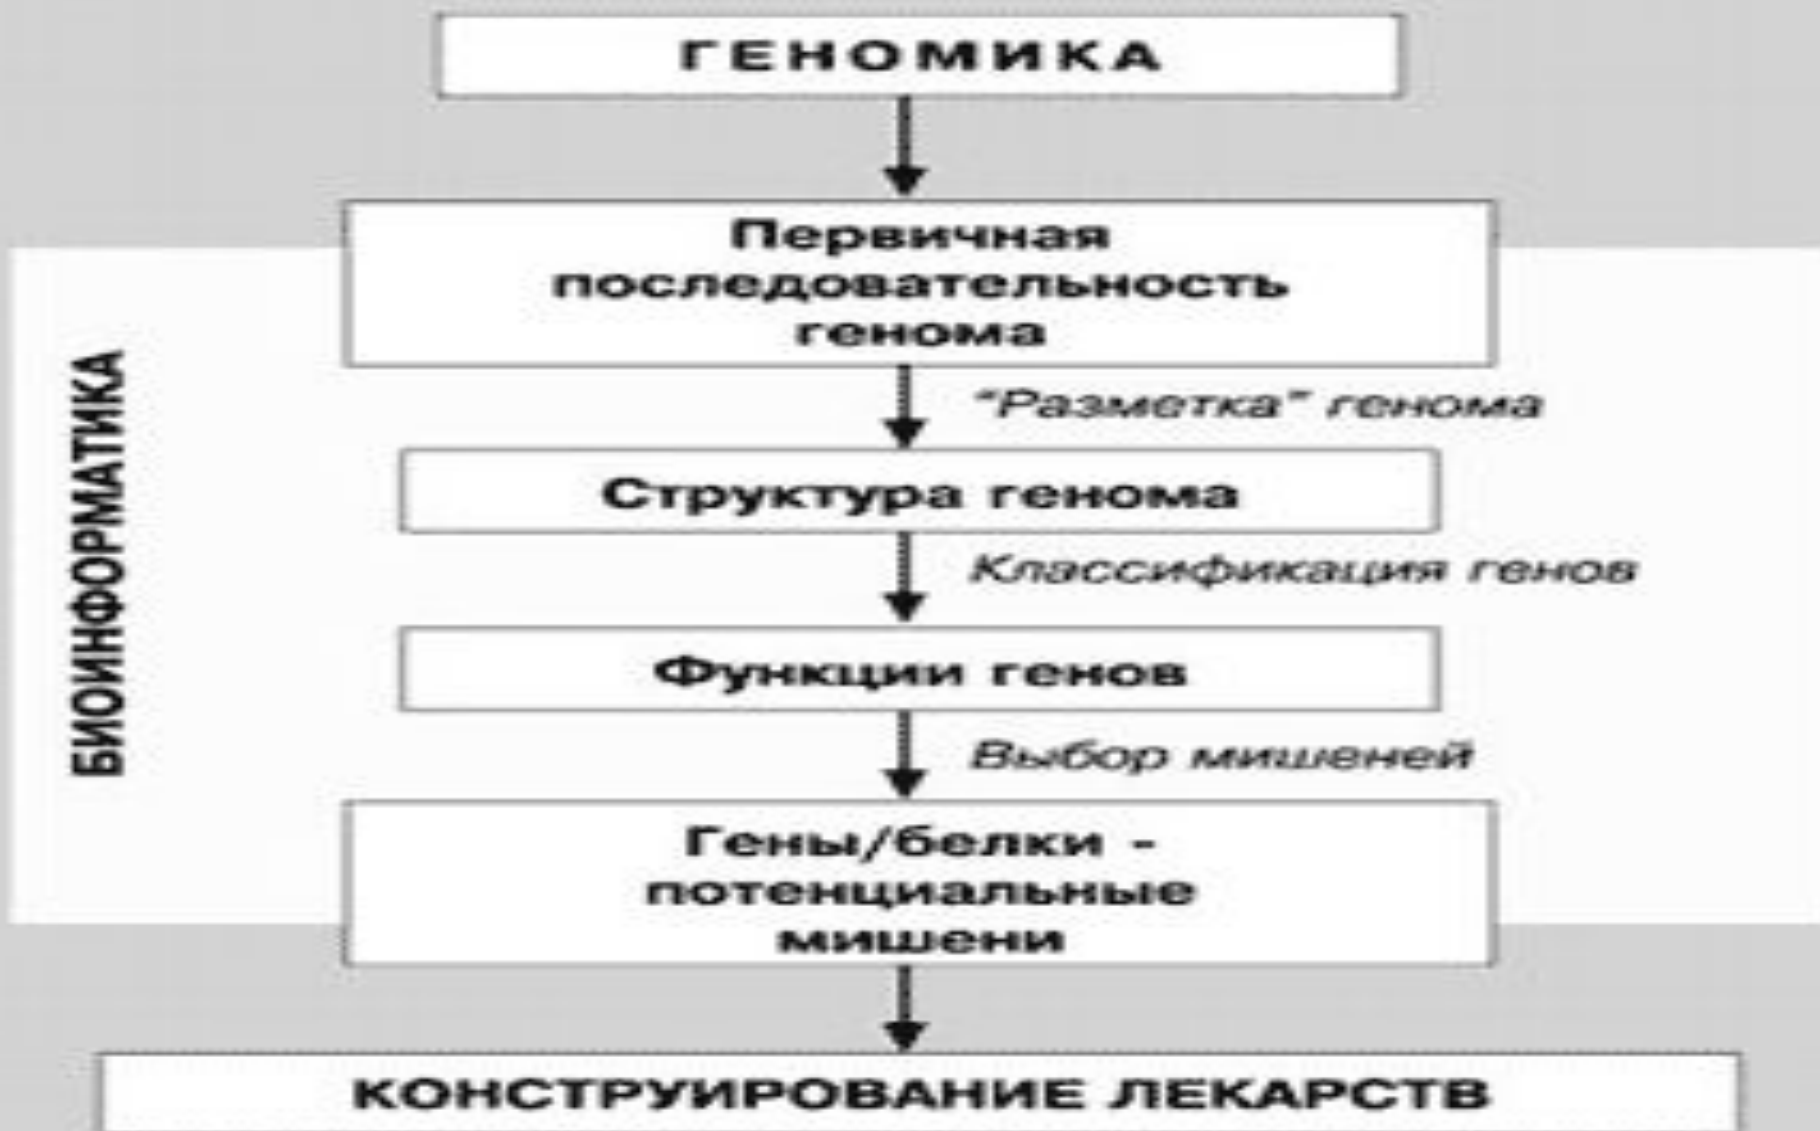 ГЕНОМИКА
Первичная
последовательность
генома
"Разметка" генома
Структура генома
Классификация генов
Функции генов
Выбор мишеней
Гены/белки -
потенциальные
мишени
КОНСТРУИРОВАНИЕ ЛЕКАРСТВ
БИОИНФОРМАТИКА